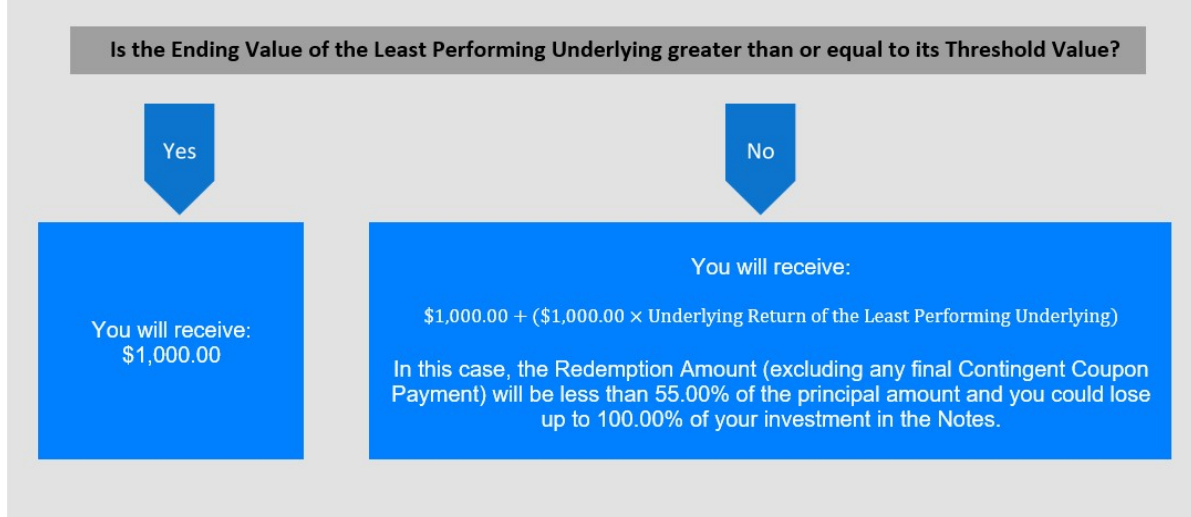 Is the Ending Value of the Least Performing Underlying greater than or equal to its Threshold Value?
Yes
No
You will receive:
$1,000.00
You will receive:
$1,000.00 + ($1,000.00 × Underlying Return of the Least Performing Underlying)
In this case, the Redemption Amount (excluding any final Contingent Coupon
Payment) will be less than 55.00% of the principal amount and you could lose
up to 100.00% of your investment in the Notes.